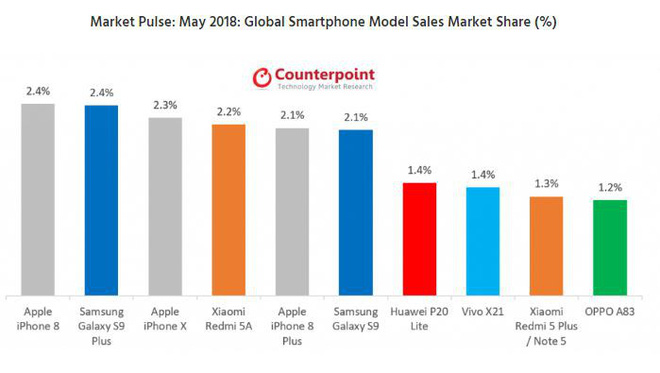 Market Pulse: May 2018: Global Smartphone Model Sales Market Share (%)
Counterpoint
Technology Market Research
2.4%
2.4%
2.3%
2.2%
2.1%
2.1%
1.4%
1.4%
1.3%
1.2%
Apple
iPhone 8
Samsung
Galaxy S9
Plus
Apple
iPhone X
Xiaomi
Redmi 5A
Apple
iPhone 8
Plus
Samsung
Galaxy S9
Huawei P20
Lite
Vivo X21
Xiaomi
Redmi 5 Plus
/ Note 5
OPPO A83